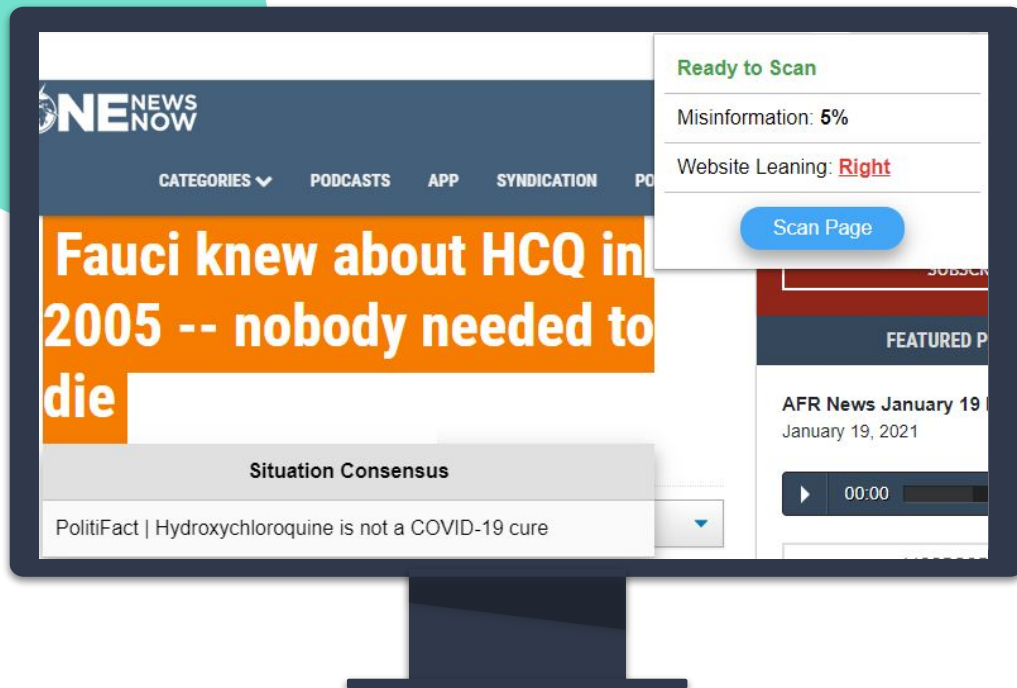 Ready to Scan
Misinformation: 5%
Website Leaning: Right
Scan Page
ONE NEWS NOW
CATEGORIES PODCASTS APP SYNDICATION
Fauci knew about HCQ in
2005 -- nobody needed to
die
Situation Consensus
PolitiFact | Hydroxychloroquine is not a COVID-19 cure
FEATURED
AFR News January 19
January 19, 2021
00:00